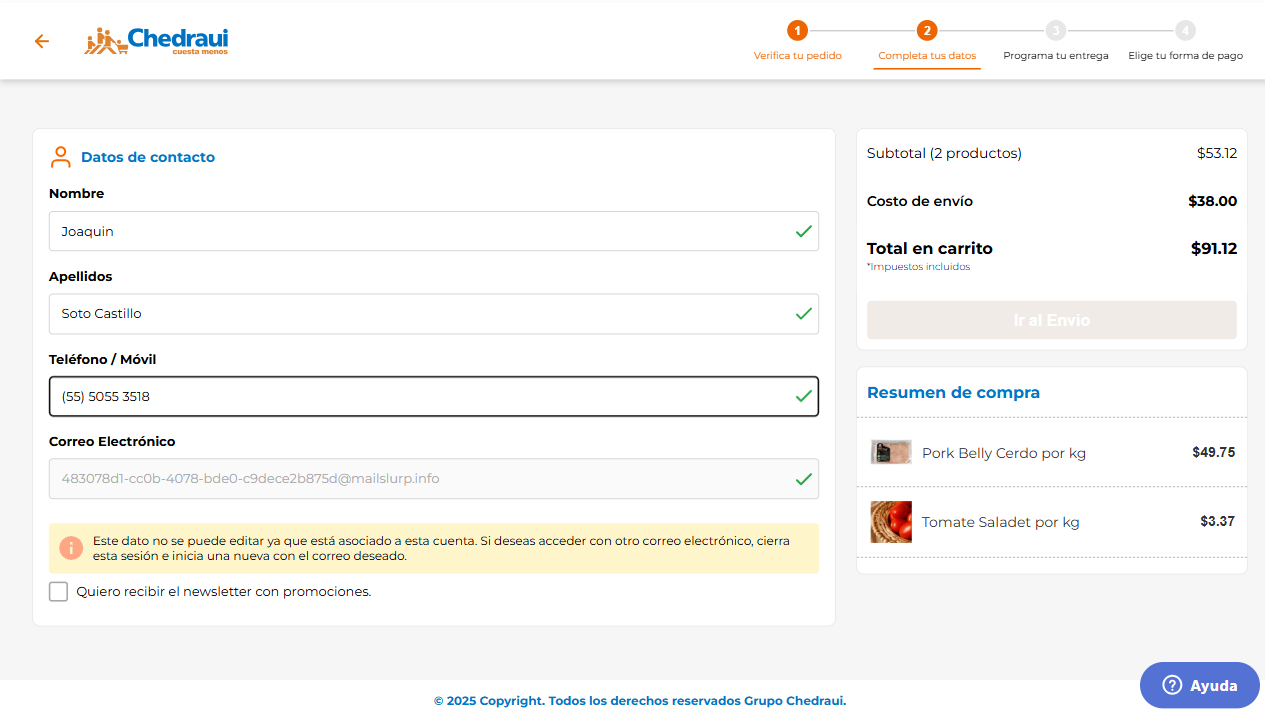 Chedraui
cuesta menos
1
2
3
4
Verifica tu pedido
Completa tus datos
Programa tu entrega
Elige tu forma de pago
Datos de contacto
Nombre
Joaquin
Apellidos
Soto Castillo
Teléfono / Móvil
(55) 5055 3518
Correo Electrónico
483078d1-cc0b-4078-bde0-c9dece2b875d@mailslurp.info
Este dato no se puede editar ya que está asociado a esta cuenta. Si deseas acceder con otro correo electrónico, cierra
esta sesión e inicia una nueva con el correo deseado.
Quiero recibir el newsletter con promociones.
Subtotal (2 productos) $53.12
Costo de envío $38.00
Total en carrito $91.12
*Impuestos incluidos
Ir al Envio
Resumen de compra
Pork Belly Cerdo por kg $49.75
Tomate Saladet por kg $3.37
Ayuda
© 2025 Copyright. Todos los derechos reservados Grupo Chedraui.